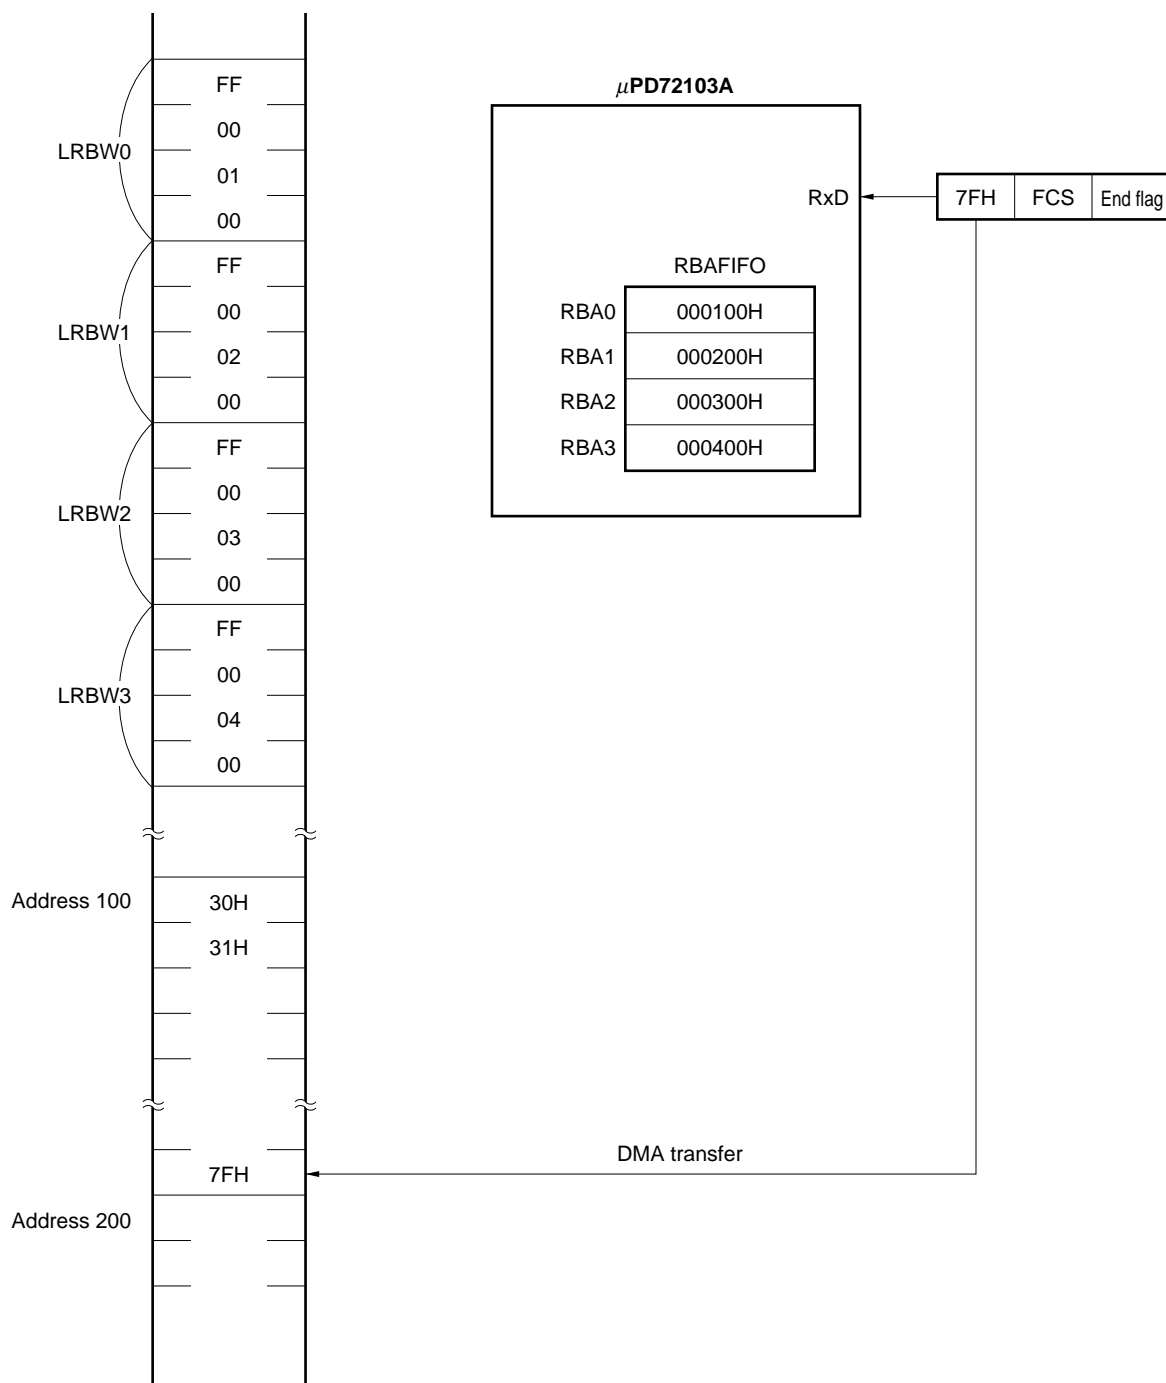 FF
00
LRBW0
01
00
FF
00
LRBW1
02
00
FF
00
LRBW2
03
00
FF
00
LRBW3
04
00
Address 100
30H
31H
7FH
Address 200
μPD72103A
RxD
7FH FCS End flag
RBAFIFO
RBA0 000100H
RBA1 000200H
RBA2 000300H
RBA3 000400H
DMA transfer